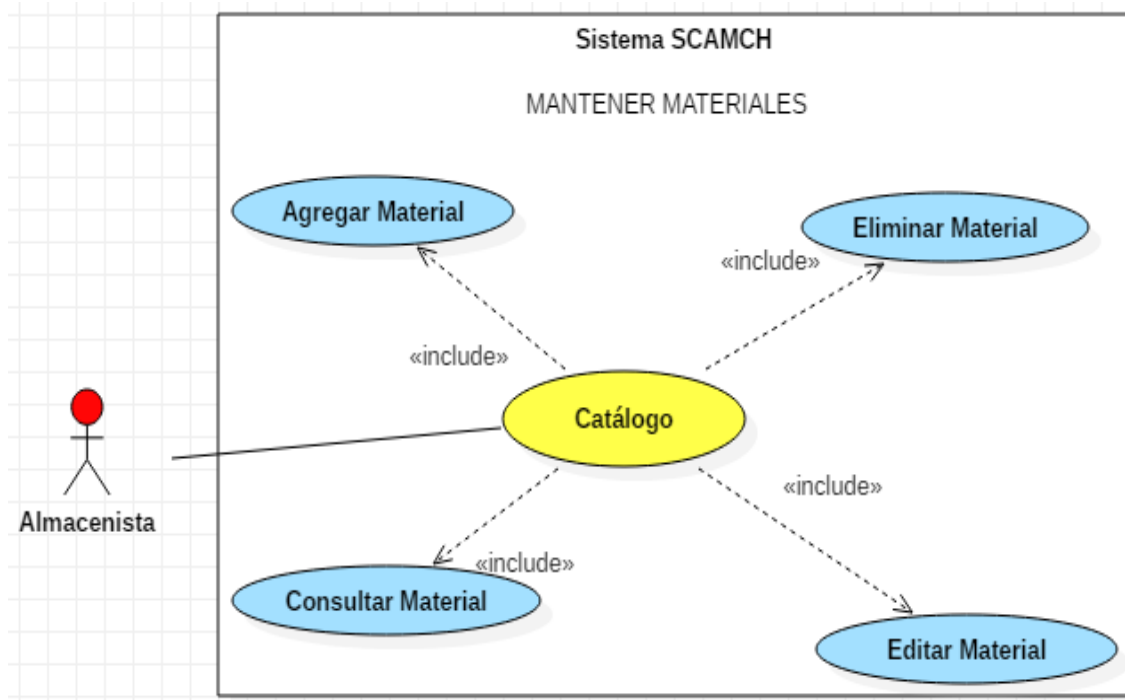 Sistema SCAMCH
MANTENER MATERIALES
Agregar Material
Eliminar Material
«include»
«include»
Catálogo
Almacenista
«include»
«include»
Consultar Material
Editar Material